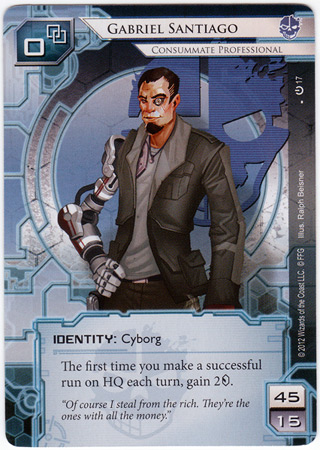 GABRIEL SANTIAGO
CONSUMMATE PROFESSIONAL
0
17
Illus. Ralph Beisner
© 2012 Wizards of the Coast LLC. © FFG
IDENTITY: Cyborg
The first time you make a successful
run on HQ each turn, gain 2
“Of course I steal from the rich. They’re the
ones with all the money.”
45
15